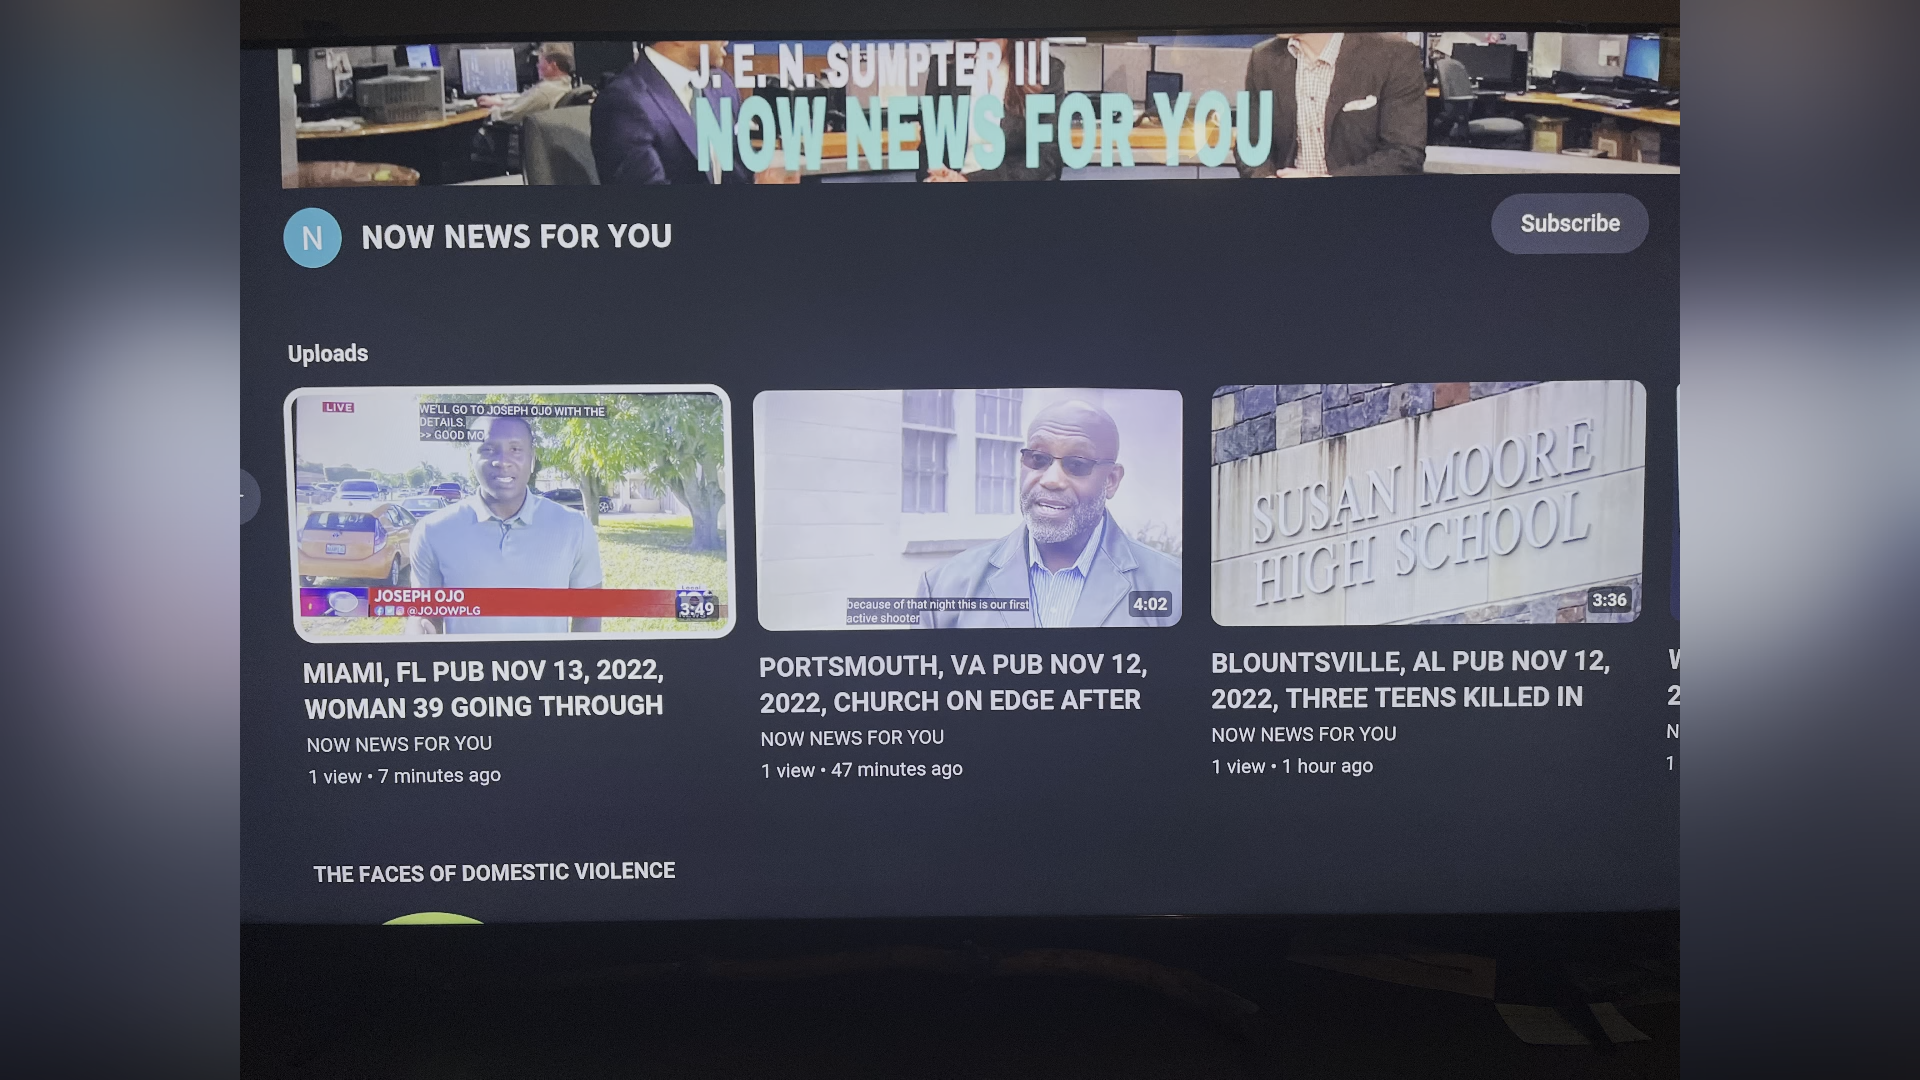 J. E. N. SUMPTER III
NOW NEWS FOR YOU
N
NOW NEWS FOR YOU
Subscribe
Uploads
LIVE
WE'LL GO TO JOSEPH OJO WITH THE
DETAILS.
>> GOOD MO
JOSEPH OJO
@JOJOWPLG
3:49
MIAMI, FL PUB NOV 13, 2022,
WOMAN 39 GOING THROUGH
NOW NEWS FOR YOU
1 view • 7 minutes ago
because of that night this is our first
active shooter
4:02
PORTSMOUTH, VA PUB NOV 12,
2022, CHURCH ON EDGE AFTER
NOW NEWS FOR YOU
1 view • 47 minutes ago
SUSAN MOORE
HIGH SCHOOL
3:36
BLOUNTSVILLE, AL PUB NOV 12,
2022, THREE TEENS KILLED IN
NOW NEWS FOR YOU
1 view • 1 hour ago
2
N
1
THE FACES OF DOMESTIC VIOLENCE